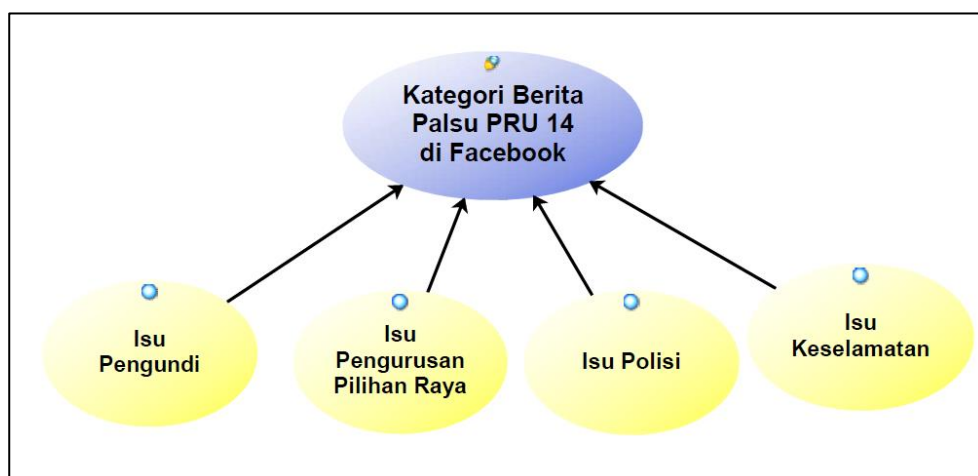 Kategori Berita
Palsu PRU 14
di Facebook
Isu
Pengundi
Isu
Pengurusan
Pilihan Raya
Isu Polisi
Isu
Keselamatan